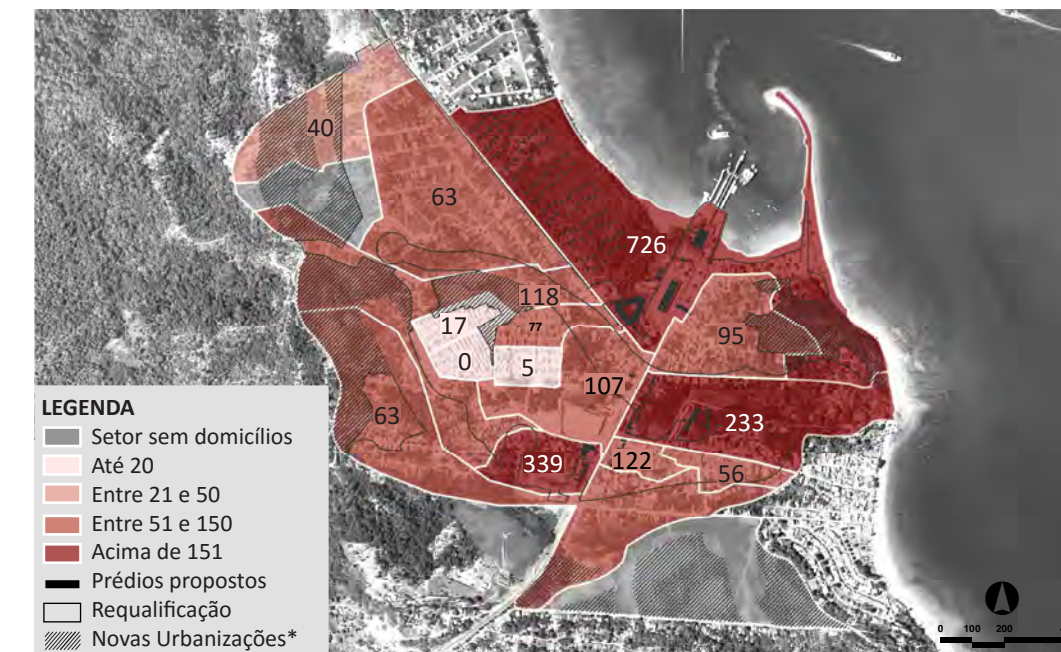 40
63
726
118
17
77
95
0
5
107
63
233
339
122
56
LEGENDA
Setor sem domicílios
Até 20
Entre 21 e 50
Entre 51 e 150
Acima de 151
Prédios propostos
Requalificação
Novas Urbanizações*
0 100 200